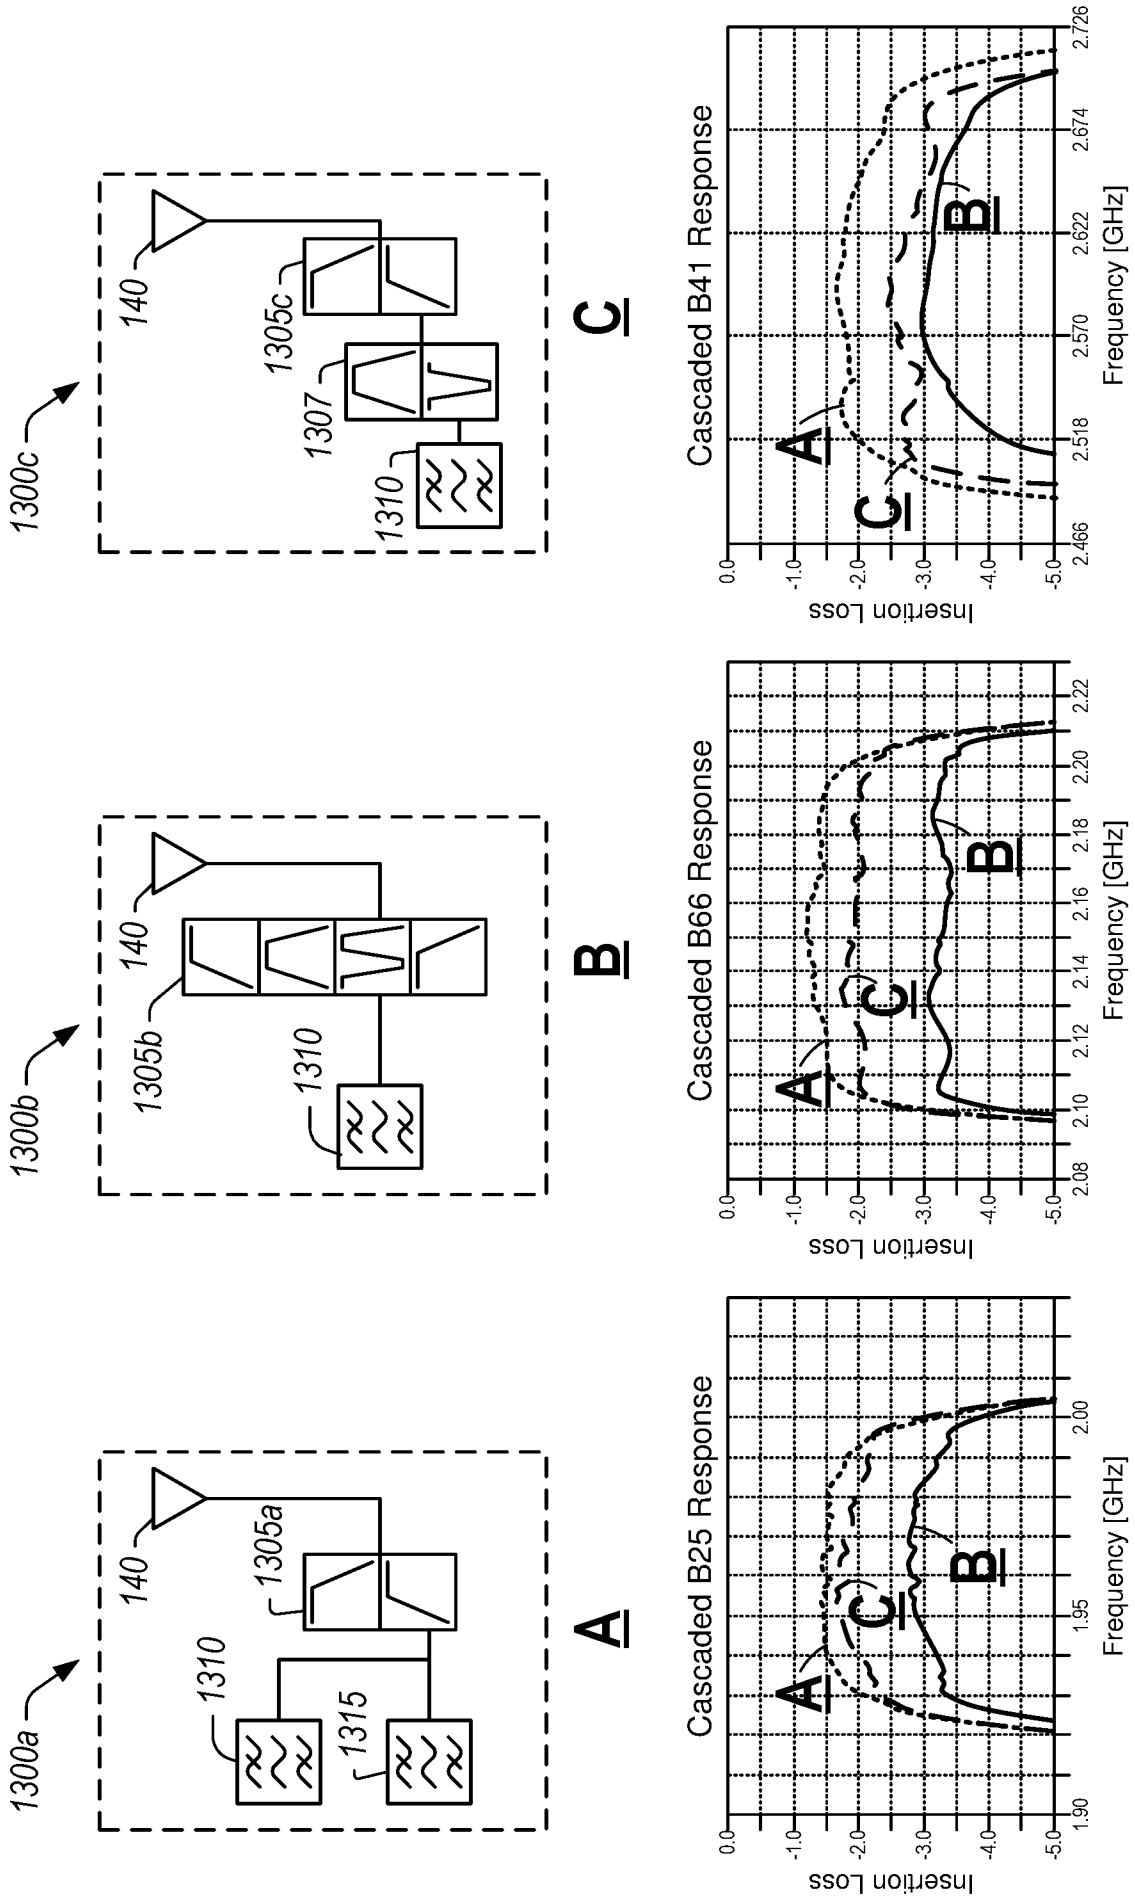 1300a
140
1305a
1310
1315
A
1300b
140
1305b
1310
B
1300c
140
1305c
1307
1310
C
Cascaded B25 Response
Insertion Loss
0.0
-1.0
-2.0
-3.0
-4.0
-5.0
A
C
B
1.90
1.95
2.00
Frequency [GHz]
Cascaded B66 Response
Insertion Loss
0.0
-1.0
-2.0
-3.0
-4.0
-5.0
A
C
B
2.08
2.10
2.12
2.14
2.16
2.18
2.20
2.22
Frequency [GHz]
Cascaded B41 Response
Insertion Loss
0.0
-1.0
-2.0
-3.0
-4.0
-5.0
A
C
B
2.466
2.518
2.570
2.622
2.674
2.726
Frequency [GHz]